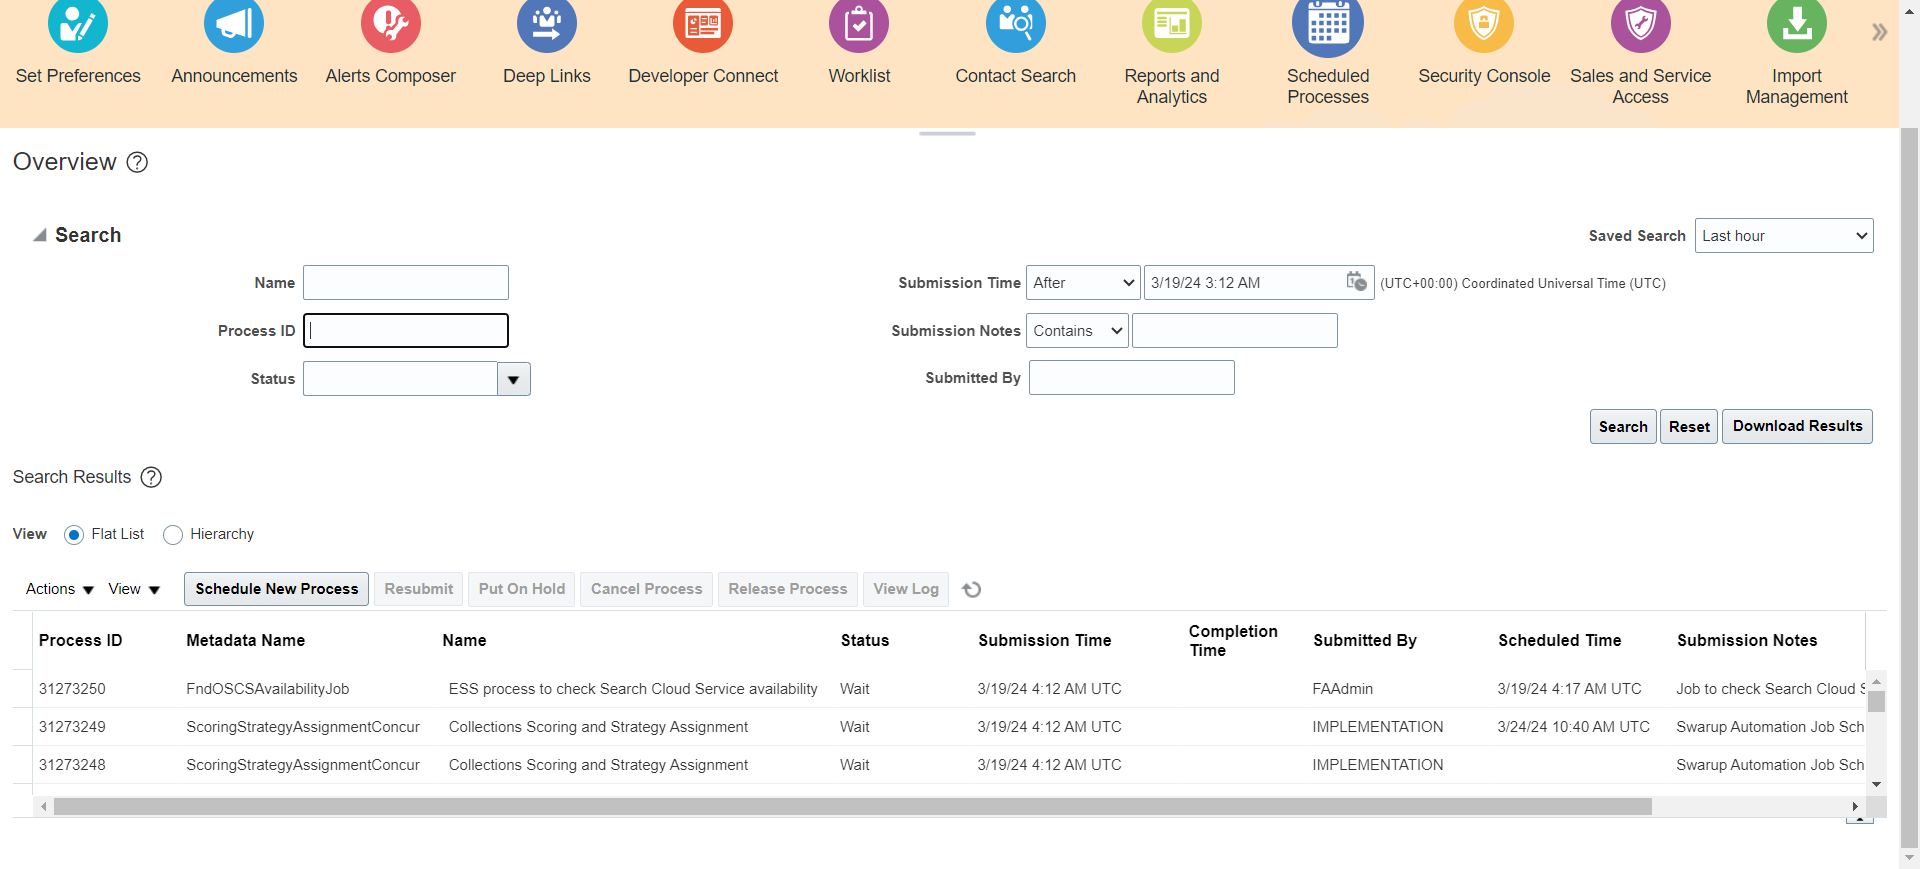 Set Preferences
Announcements
Alerts Composer
Deep Links
Developer Connect
Worklist
Contact Search
Reports and
Analytics
Scheduled
Processes
Security Console
Sales and Service
Access
Import
Management
Overview
Search
Saved Search Last hour
Name
Submission Time After 3/19/24 3:12 AM (UTC+00:00) Coordinated Universal Time (UTC)
Process ID
Submission Notes Contains
Status
Submitted By
Search Reset Download Results
Search Results
View Flat List Hierarchy
Actions View Schedule New Process Resubmit Put On Hold Cancel Process Release Process View Log
Process ID Metadata Name Name Status Submission Time Completion Time Submitted By Scheduled Time Submission Notes
31273250 FndOSCSAvailabilityJob ESS process to check Search Cloud Service availability Wait 3/19/24 4:12 AM UTC FAAdmin 3/19/24 4:17 AM UTC Job to check Search Cloud S
31273249 ScoringStrategyAssignmentConcur Collections Scoring and Strategy Assignment Wait 3/19/24 4:12 AM UTC IMPLEMENTATION 3/24/24 10:40 AM UTC Swarup Automation Job Sch
31273248 ScoringStrategyAssignmentConcur Collections Scoring and Strategy Assignment Wait 3/19/24 4:12 AM UTC IMPLEMENTATION Swarup Automation Job Sch